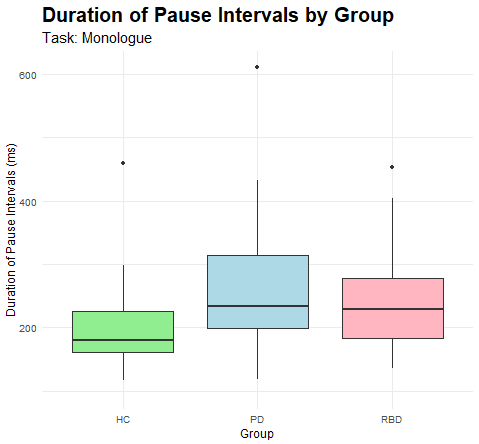 Duration of Pause Intervals by Group
Task: Monologue
Duration of Pause Intervals (ms)
600
400
200
HC
PD
RBD
Group